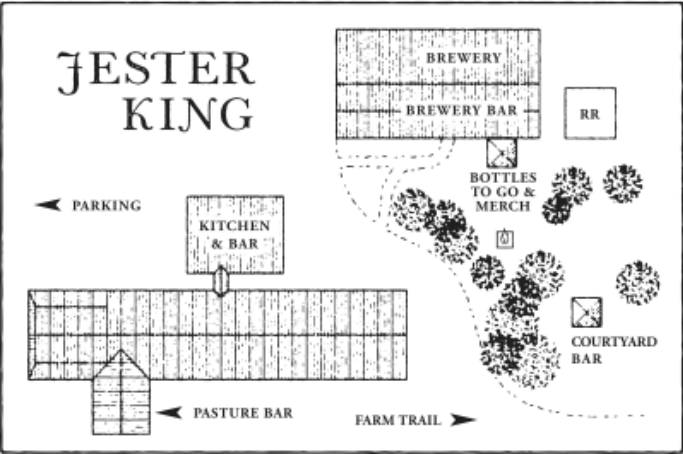 JESTER
KING
BREWERY
BREWERY BAR
RR
BOTTLES
TO GO &
MERCH
PARKING
KITCHEN
& BAR
COURTYARD
BAR
PASTURE BAR
FARM TRAIL